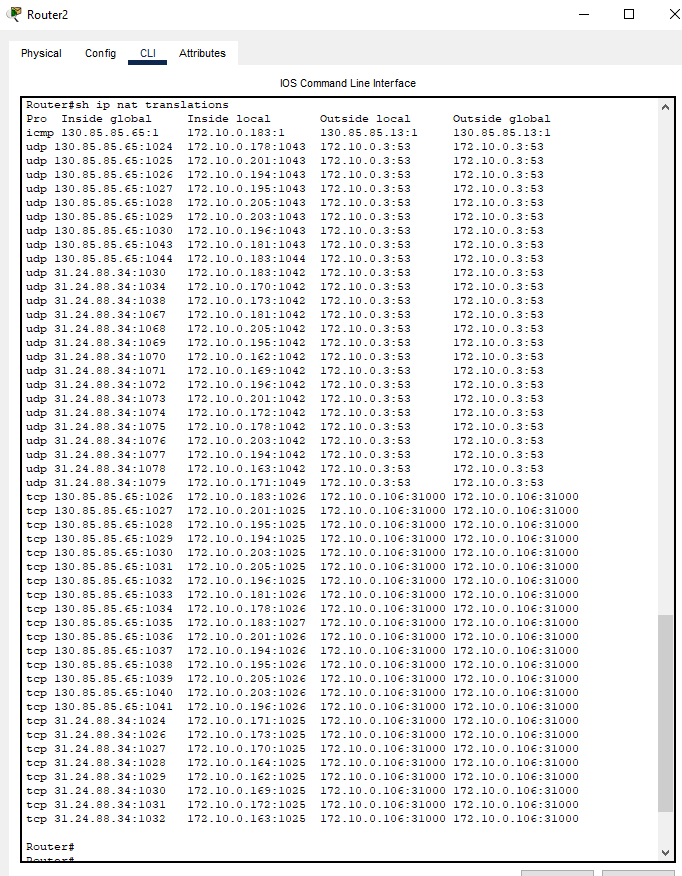 Router2
Physical Config CLI Attributes
IOS Command Line Interface
Router#sh ip nat translations
Pro  Inside global     Inside local       Outside local      Outside global
icmp 130.85.85.65:1    172.10.0.183:1     130.85.85.13:1     130.85.85.13:1
udp 130.85.85.65:1024  172.10.0.178:1043  172.10.0.3:53      172.10.0.3:53
udp 130.85.85.65:1025  172.10.0.201:1043  172.10.0.3:53      172.10.0.3:53
udp 130.85.85.65:1026  172.10.0.194:1043  172.10.0.3:53      172.10.0.3:53
udp 130.85.85.65:1027  172.10.0.195:1043  172.10.0.3:53      172.10.0.3:53
udp 130.85.85.65:1028  172.10.0.205:1043  172.10.0.3:53      172.10.0.3:53
udp 130.85.85.65:1029  172.10.0.203:1043  172.10.0.3:53      172.10.0.3:53
udp 130.85.85.65:1030  172.10.0.196:1043  172.10.0.3:53      172.10.0.3:53
udp 130.85.85.65:1043  172.10.0.181:1043  172.10.0.3:53      172.10.0.3:53
udp 130.85.85.65:1044  172.10.0.183:1044  172.10.0.3:53      172.10.0.3:53
udp 31.24.88.34:1030   172.10.0.183:1042  172.10.0.3:53      172.10.0.3:53
udp 31.24.88.34:1034   172.10.0.170:1042  172.10.0.3:53      172.10.0.3:53
udp 31.24.88.34:1038   172.10.0.173:1042  172.10.0.3:53      172.10.0.3:53
udp 31.24.88.34:1067   172.10.0.181:1042  172.10.0.3:53      172.10.0.3:53
udp 31.24.88.34:1068   172.10.0.205:1042  172.10.0.3:53      172.10.0.3:53
udp 31.24.88.34:1069   172.10.0.195:1042  172.10.0.3:53      172.10.0.3:53
udp 31.24.88.34:1070   172.10.0.162:1042  172.10.0.3:53      172.10.0.3:53
udp 31.24.88.34:1071   172.10.0.169:1042  172.10.0.3:53      172.10.0.3:53
udp 31.24.88.34:1072   172.10.0.196:1042  172.10.0.3:53      172.10.0.3:53
udp 31.24.88.34:1073   172.10.0.201:1042  172.10.0.3:53      172.10.0.3:53
udp 31.24.88.34:1074   172.10.0.172:1042  172.10.0.3:53      172.10.0.3:53
udp 31.24.88.34:1075   172.10.0.178:1042  172.10.0.3:53      172.10.0.3:53
udp 31.24.88.34:1076   172.10.0.203:1042  172.10.0.3:53      172.10.0.3:53
udp 31.24.88.34:1077   172.10.0.194:1042  172.10.0.3:53      172.10.0.3:53
udp 31.24.88.34:1078   172.10.0.163:1042  172.10.0.3:53      172.10.0.3:53
udp 31.24.88.34:1079   172.10.0.171:1049  172.10.0.3:53      172.10.0.3:53
tcp 130.85.85.65:1026  172.10.0.183:1026  172.10.0.106:31000 172.10.0.106:31000
tcp 130.85.85.65:1027  172.10.0.201:1025  172.10.0.106:31000 172.10.0.106:31000
tcp 130.85.85.65:1028  172.10.0.195:1025  172.10.0.106:31000 172.10.0.106:31000
tcp 130.85.85.65:1029  172.10.0.194:1025  172.10.0.106:31000 172.10.0.106:31000
tcp 130.85.85.65:1030  172.10.0.203:1025  172.10.0.106:31000 172.10.0.106:31000
tcp 130.85.85.65:1031  172.10.0.205:1025  172.10.0.106:31000 172.10.0.106:31000
tcp 130.85.85.65:1032  172.10.0.196:1025  172.10.0.106:31000 172.10.0.106:31000
tcp 130.85.85.65:1033  172.10.0.181:1026  172.10.0.106:31000 172.10.0.106:31000
tcp 130.85.85.65:1034  172.10.0.178:1026  172.10.0.106:31000 172.10.0.106:31000
tcp 130.85.85.65:1035  172.10.0.183:1027  172.10.0.106:31000 172.10.0.106:31000
tcp 130.85.85.65:1036  172.10.0.201:1026  172.10.0.106:31000 172.10.0.106:31000
tcp 130.85.85.65:1037  172.10.0.194:1026  172.10.0.106:31000 172.10.0.106:31000
tcp 130.85.85.65:1038  172.10.0.195:1026  172.10.0.106:31000 172.10.0.106:31000
tcp 130.85.85.65:1039  172.10.0.205:1026  172.10.0.106:31000 172.10.0.106:31000
tcp 130.85.85.65:1040  172.10.0.203:1026  172.10.0.106:31000 172.10.0.106:31000
tcp 130.85.85.65:1041  172.10.0.196:1026  172.10.0.106:31000 172.10.0.106:31000
tcp 31.24.88.34:1024   172.10.0.171:1025  172.10.0.106:31000 172.10.0.106:31000
tcp 31.24.88.34:1026   172.10.0.173:1025  172.10.0.106:31000 172.10.0.106:31000
tcp 31.24.88.34:1027   172.10.0.170:1025  172.10.0.106:31000 172.10.0.106:31000
tcp 31.24.88.34:1028   172.10.0.164:1025  172.10.0.106:31000 172.10.0.106:31000
tcp 31.24.88.34:1029   172.10.0.162:1025  172.10.0.106:31000 172.10.0.106:31000
tcp 31.24.88.34:1030   172.10.0.169:1025  172.10.0.106:31000 172.10.0.106:31000
tcp 31.24.88.34:1031   172.10.0.172:1025  172.10.0.106:31000 172.10.0.106:31000
tcp 31.24.88.34:1032   172.10.0.163:1025  172.10.0.106:31000 172.10.0.106:31000
Router#
Router#